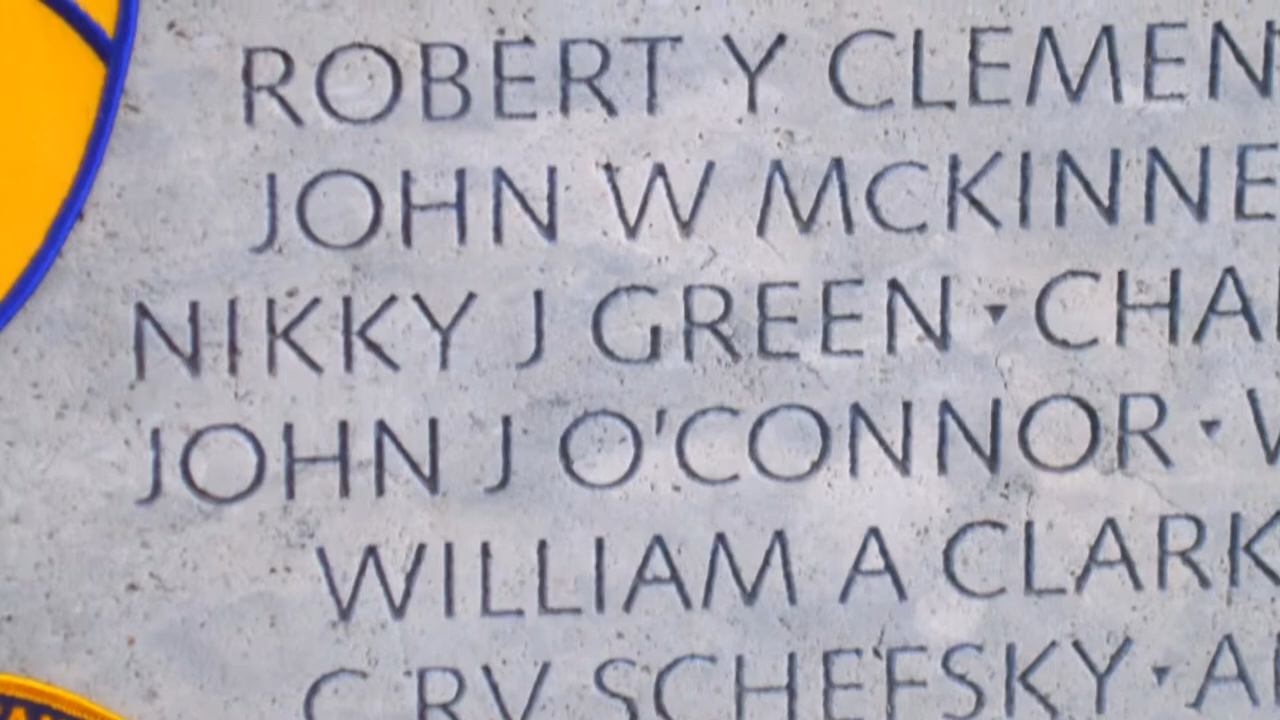 ROBERT Y CLEMEN
JOHN W MCKINNE
NIKKY J GREEN · CHA
JOHN J O'CONNOR ·
WILLIAM A CLARK
SCHEFSKY ·